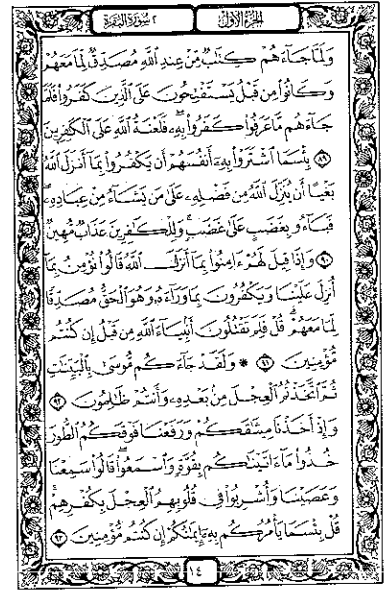 الجزء الأول
٢ سورة البقرة
وَلَمَّا جَآءَهُمْ كِتَٰبٌ مِّنْ عِندِ ٱللَّهِ مُصَدِّقٌ لِّمَا مَعَهُمْ
وَكَانُوا۟ مِن قَبْلُ يَسْتَفْتِحُونَ عَلَى ٱلَّذِينَ كَفَرُوا۟ فَلَمَّا
جَآءَهُم مَّا عَرَفُوا۟ كَفَرُوا۟ بِهِۦ فَلَعْنَةُ ٱللَّهِ عَلَى ٱلْكَٰفِرِينَ
٨٩ بِئْسَمَا ٱشْتَرَوْا۟ بِهِۦٓ أَنفُسَهُمْ أَن يَكْفُرُوا۟ بِمَآ أَنزَلَ ٱللَّهُ
بَغْيًا أَن يُنَزِّلَ ٱللَّهُ مِن فَضْلِهِۦ عَلَىٰ مَن يَشَآءُ مِنْ عِبَادِهِۦ
فَبَآءُو بِغَضَبٍ عَلَىٰ غَضَبٍ وَلِلْكَٰفِرِينَ عَذَابٌ مُّهِينٌ
٩٠ وَإِذَا قِيلَ لَهُمْ ءَامِنُوا۟ بِمَآ أَنزَلَ ٱللَّهُ قَالُوا۟ نُؤْمِنُ بِمَآ
أُنزِلَ عَلَيْنَا وَيَكْفُرُونَ بِمَا وَرَآءَهُۥ وَهُوَ ٱلْحَقُّ مُصَدِّقًا
لِّمَا مَعَهُمْ قُلْ فَلِمَ تَقْتُلُونَ أَنۢبِيَآءَ ٱللَّهِ مِن قَبْلُ إِن كُنتُم
مُّؤْمِنِينَ ٩١ ۞ وَلَقَدْ جَآءَكُم مُّوسَىٰ بِٱلْبَيِّنَٰتِ
ثُمَّ ٱتَّخَذْتُمُ ٱلْعِجْلَ مِنۢ بَعْدِهِۦ وَأَنتُمْ ظَٰلِمُونَ ٩٢
وَإِذْ أَخَذْنَا مِيثَٰقَكُمْ وَرَفَعْنَا فَوْقَكُمُ ٱلطُّورَ
خُذُوا۟ مَآ ءَاتَيْنَٰكُم بِقُوَّةٍ وَٱسْمَعُوا۟ قَالُوا۟ سَمِعْنَا
وَعَصَيْنَا وَأُشْرِبُوا۟ فِى قُلُوبِهِمُ ٱلْعِجْلَ بِكُفْرِهِمْ
قُلْ بِئْسَمَا يَأْمُرُكُم بِهِۦٓ إِيمَٰنُكُمْ إِن كُنتُم مُّؤْمِنِينَ ٩٣
١٤